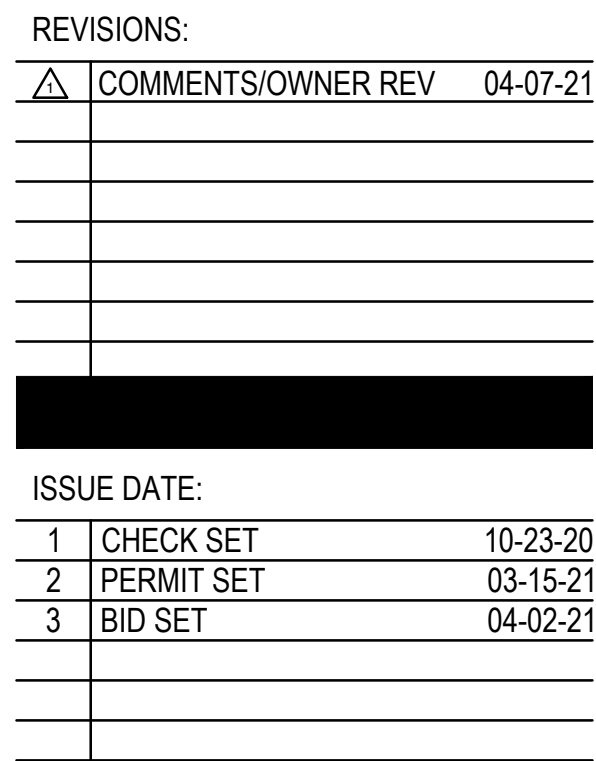 REVISIONS:
1 COMMENTS/OWNER REV 04-07-21
ISSUE DATE:
1 CHECK SET 10-23-20
2 PERMIT SET 03-15-21
3 BID SET 04-02-21